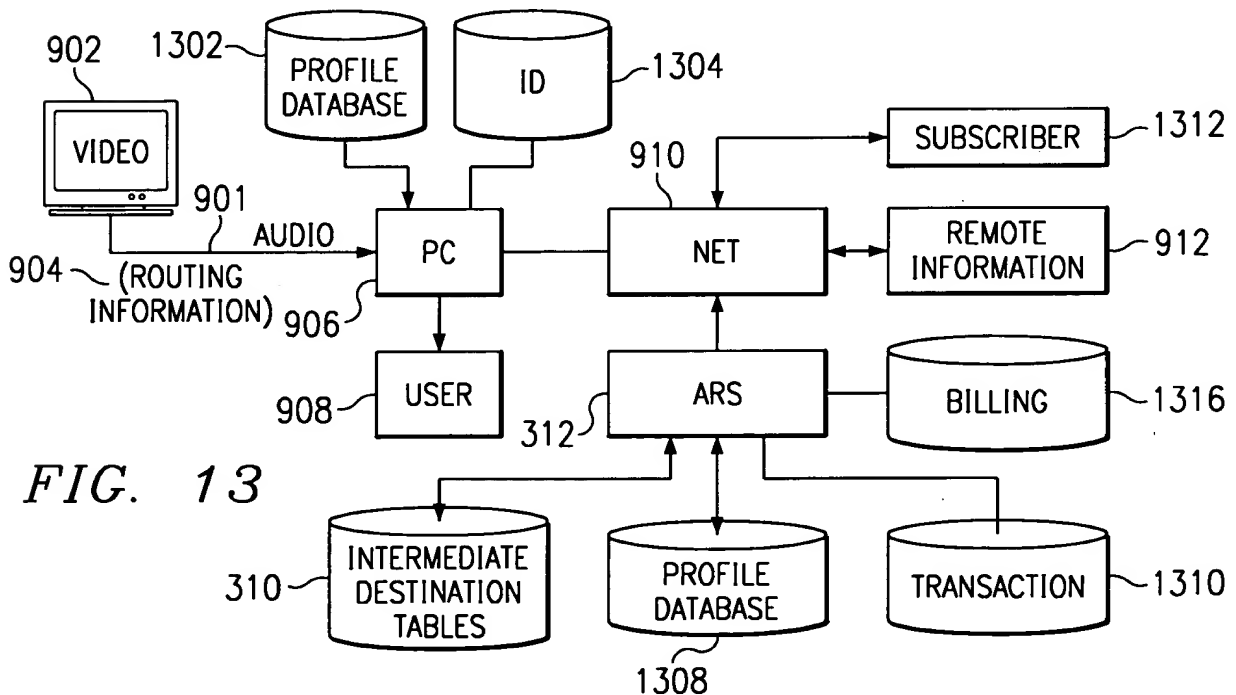 902
1302
PROFILE
DATABASE
ID
1304
VIDEO
901
AUDIO
904
(ROUTING
INFORMATION)
906
PC
910
NET
SUBSCRIBER
1312
REMOTE
INFORMATION
912
908
USER
312
ARS
BILLING
1316
FIG. 13
310
INTERMEDIATE
DESTINATION
TABLES
PROFILE
DATABASE
1308
TRANSACTION
1310